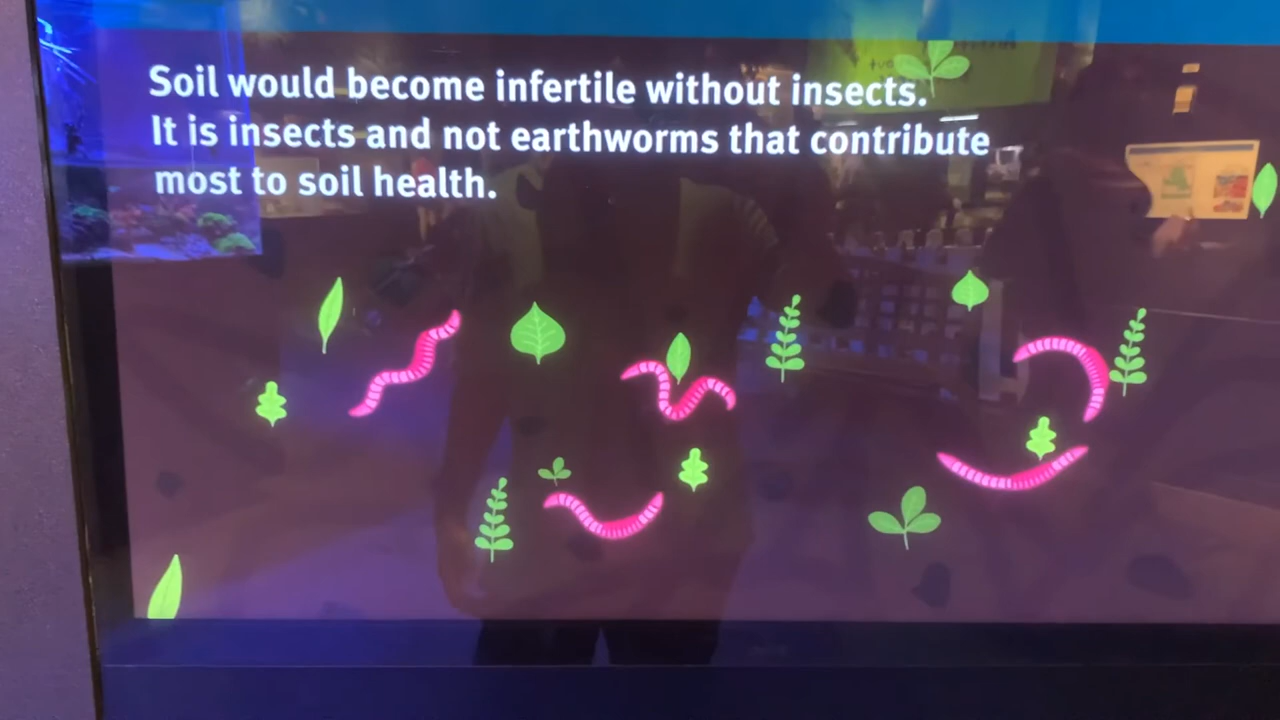 Soil would become infertile without insects.
It is insects and not earthworms that contribute
most to soil health.